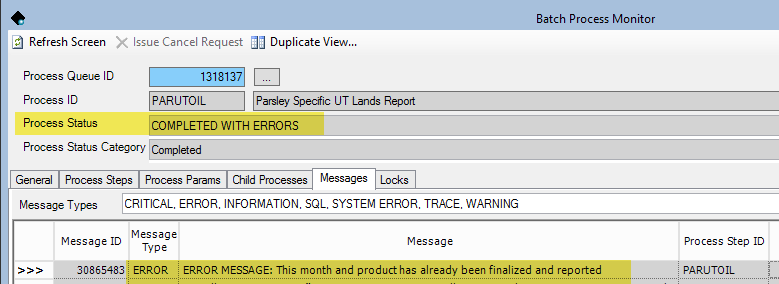 Batch Process Monitor
Refresh Screen Issue Cancel Request Duplicate View...
Process Queue ID 1318137 ...
Process ID PARUTOIL Parsley Specific UT Lands Report
Process Status COMPLETED WITH ERRORS
Process Status Category Completed
General Process Steps Process Params Child Processes Messages Locks
Message Types CRITICAL, ERROR, INFORMATION, SQL, SYSTEM ERROR, TRACE, WARNING
Message ID Message Type Message Process Step ID
>>> 30865483 ERROR ERROR MESSAGE: This month and product has already been finalized and reported PARUTOIL